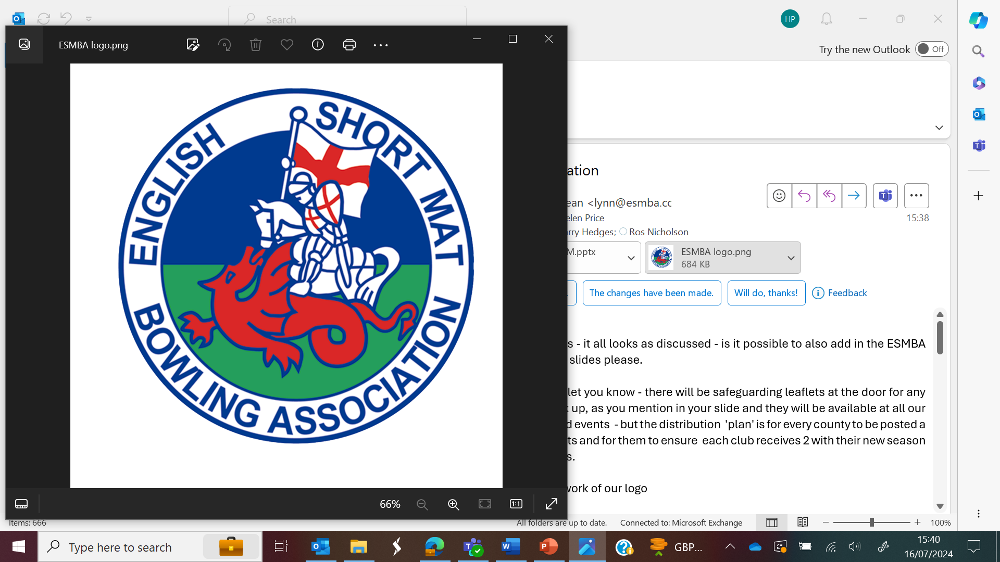 Search
HP
ESMBA logo.png
Try the new Outlook
Off
ENGLISH SHORT MAT
BOWLING ASSOCIATION
ation
ean <lynn@esmba.cc
15:38
elen Price
rry Hedges; Ros Nicholson
M.pptx
ESMBA logo.png
684 KB
The changes have been made.
Will do, thanks!
Feedback
s - it all looks as discussed - is it possible to also add in the ESMBA
slides please.
let you know - there will be safeguarding leaflets at the door for any
up, as you mention in your slide and they will be available at all our
d events - but the distribution 'plan' is for every county to be posted a
ts and for them to ensure each club receives 2 with their new season
s.
work of our logo
66%
1:1
Items: 666
All folders are up to date.
Connected to: Microsoft Exchange
100%
Type here to search
GBP...
15:40
16/07/2024